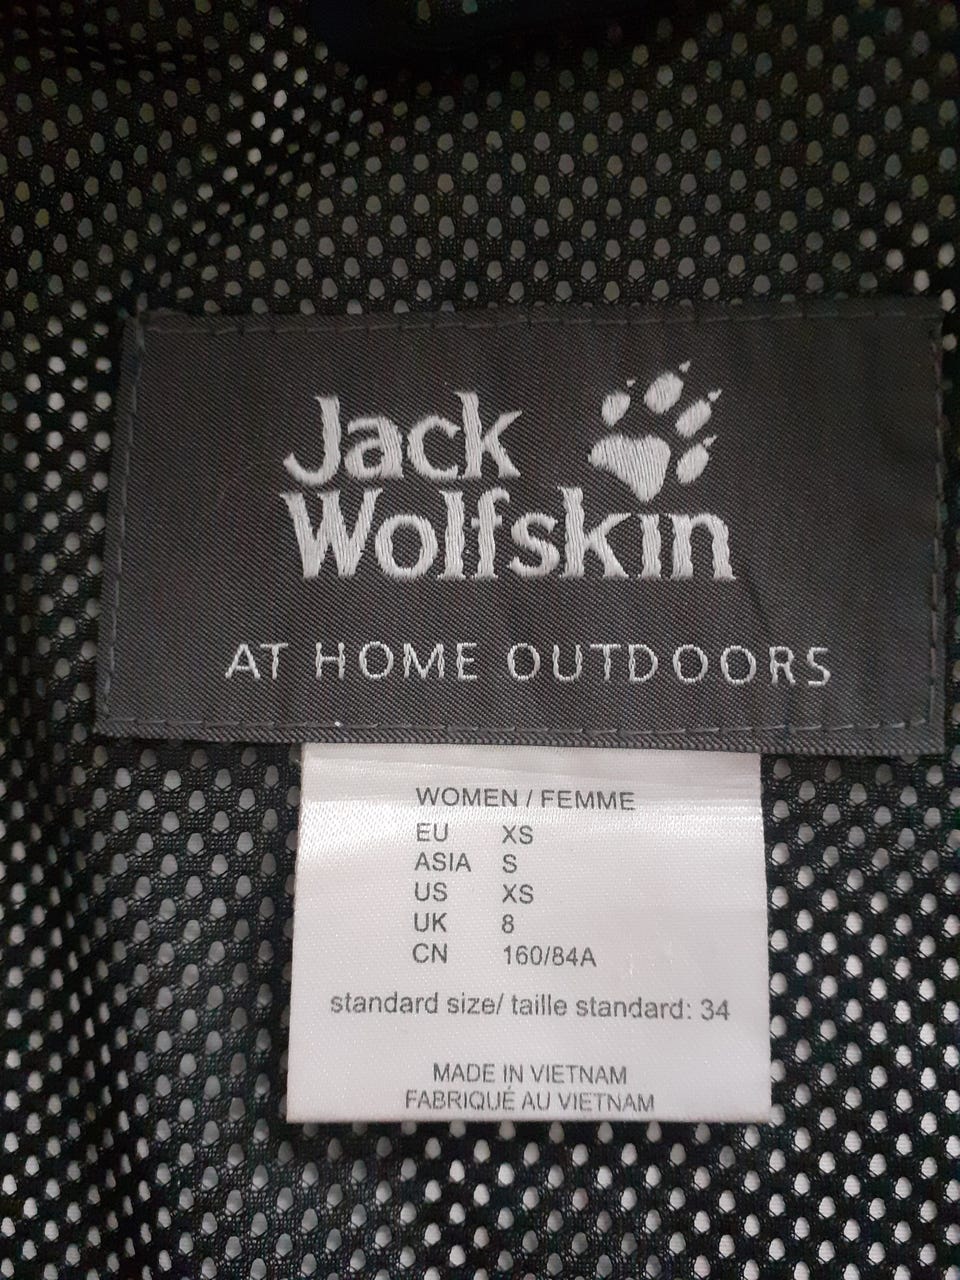 Jack
Wolfskin
AT HOME OUTDOORS
WOMEN / FEMME
EU XS
ASIA S
US XS
UK 8
CN 160/84A
standard size/ taille standard: 34
MADE IN VIETNAM
FABRIQUÉ AU VIETNAM